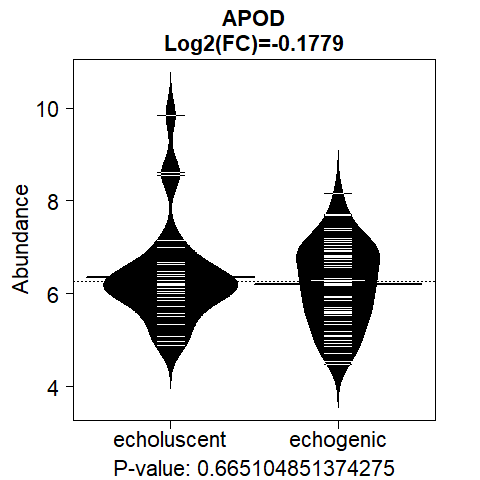 APOD
Log2(FC)=-0.1779
Abundance
10
8
6
4
echoluscent echogenic
P-value: 0.665104851374275